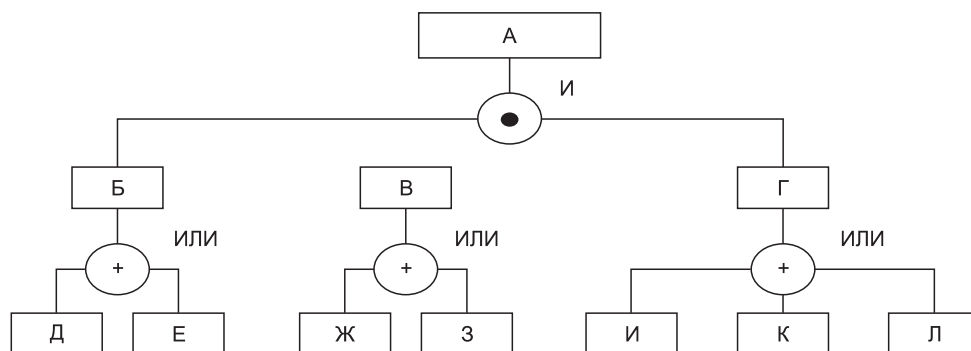 А
И
Б
В
Г
ИЛИ
ИЛИ
ИЛИ
+
+
+
Д
Е
Ж
З
И
К
Л